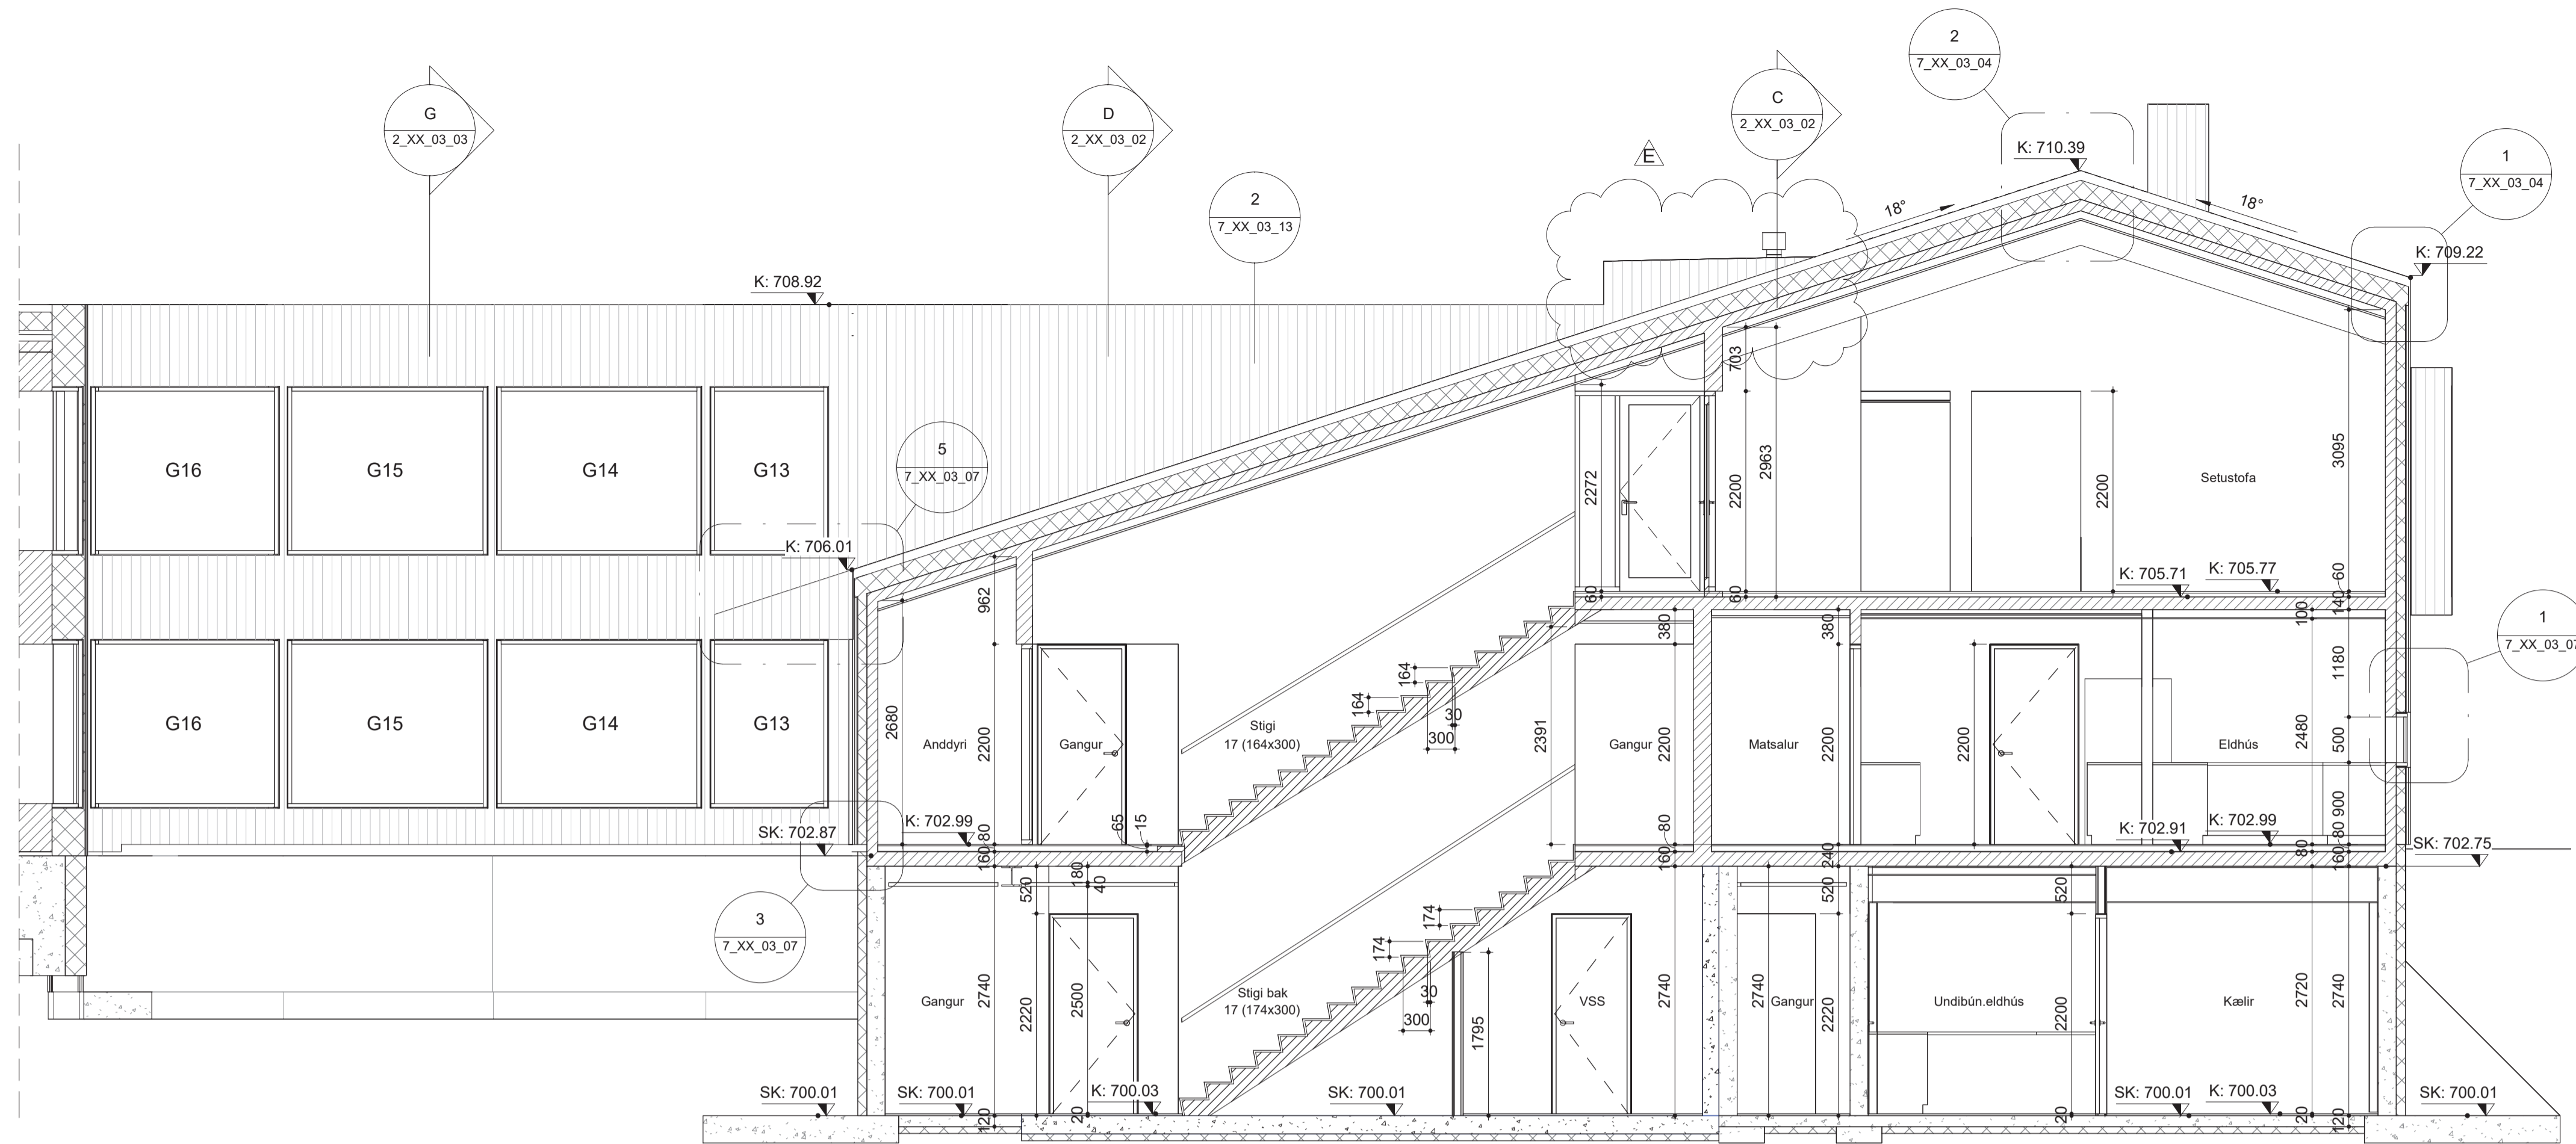 2
7_XX_03_04
G
2_XX_03_03
D
2_XX_03_02
C
2_XX_03_02
1
7_XX_03_04
E
K: 710.39
2
7_XX_03_13
18°
18°
K: 709.22
K: 708.92
703
2963
2200
2272
60
60
2200
3095
Setustofa
G16
G15
G14
G13
5
7_XX_03_07
K: 706.01
K: 705.71
K: 705.77
60
140
100
1
7_XX_03_07
962
2680
2200
Anddyri
Gangur
Stigi
17 (164x300)
164
164
30
300
2391
380
Gangur
2200
380
Matsalur
2200
2200
Eldhús
2480
1180
500
900
G16
G15
G14
G13
SK: 702.87
K: 702.99
80
160
65
15
80
160
240
K: 702.91
K: 702.99
80
80
160
SK: 702.75
3
7_XX_03_07
520
180
40
Gangur
2740
2220
2500
Stigi bak
17 (174x300)
174
174
30
300
1795
VSS
2740
2740
520
Gangur
2220
Undibún.eldhús
520
2200
Kælir
2720
2740
SK: 700.01
SK: 700.01
120
20
K: 700.03
SK: 700.01
20
SK: 700.01
K: 700.03
20
120
SK: 700.01